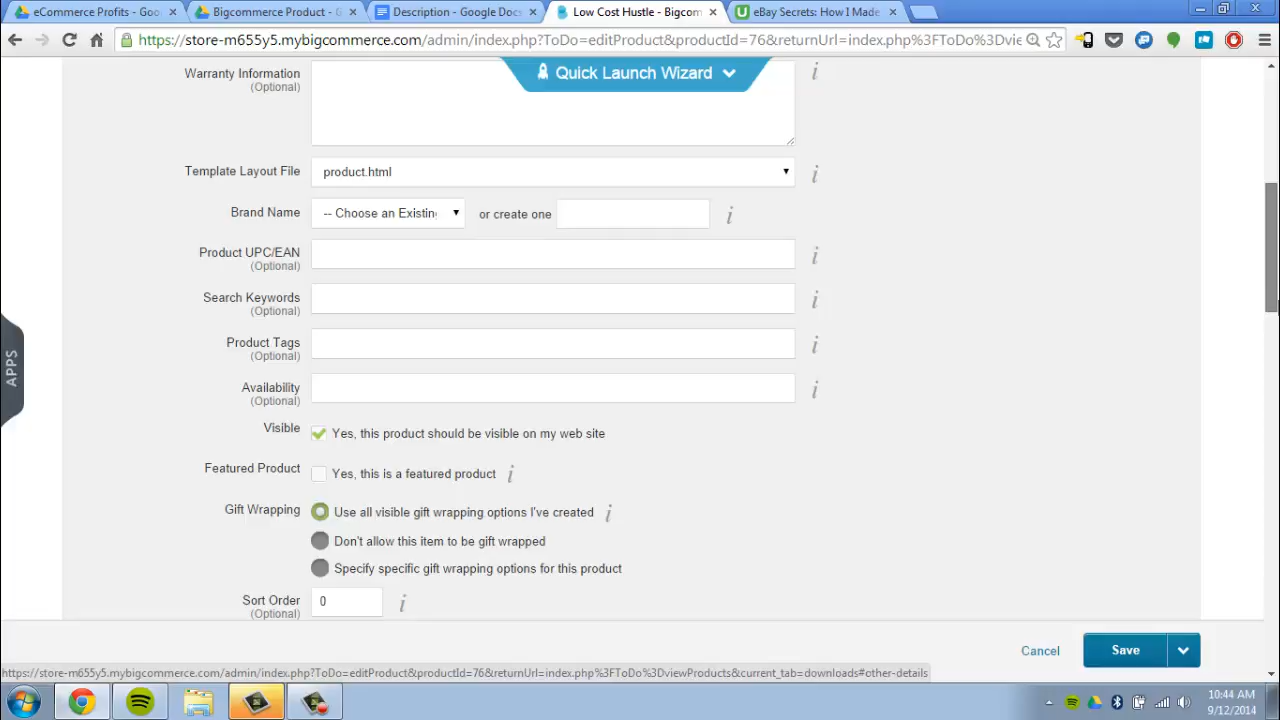 eCommerce Profits - Goo
Bigcommerce Product - G
Description - Google Docs
Low Cost Hustle - Bigcom
eBay Secrets: How I Made
https://store-m655y5.mybigcommerce.com/admin/index.php?ToDo=editProduct&productId=76&returnUrl=index.php%3FToDo%3Dvie
Quick Launch Wizard
Warranty Information
(Optional)
Template Layout File
product.html
Brand Name
-- Choose an Existin
or create one
Product UPC/EAN
(Optional)
Search Keywords
(Optional)
Product Tags
(Optional)
Availability
(Optional)
Visible
Yes, this product should be visible on my web site
Featured Product
Yes, this is a featured product
Gift Wrapping
Use all visible gift wrapping options I've created
Don't allow this item to be gift wrapped
Specify specific gift wrapping options for this product
Sort Order
(Optional)
0
APPS
Cancel
Save
https://store-m655y5.mybigcommerce.com/admin/index.php?ToDo=editProduct&productId=76&returnUrl=index.php%3FToDo%3DviewProducts&current_tab=downloads#other-details
10:44 AM
9/12/2014